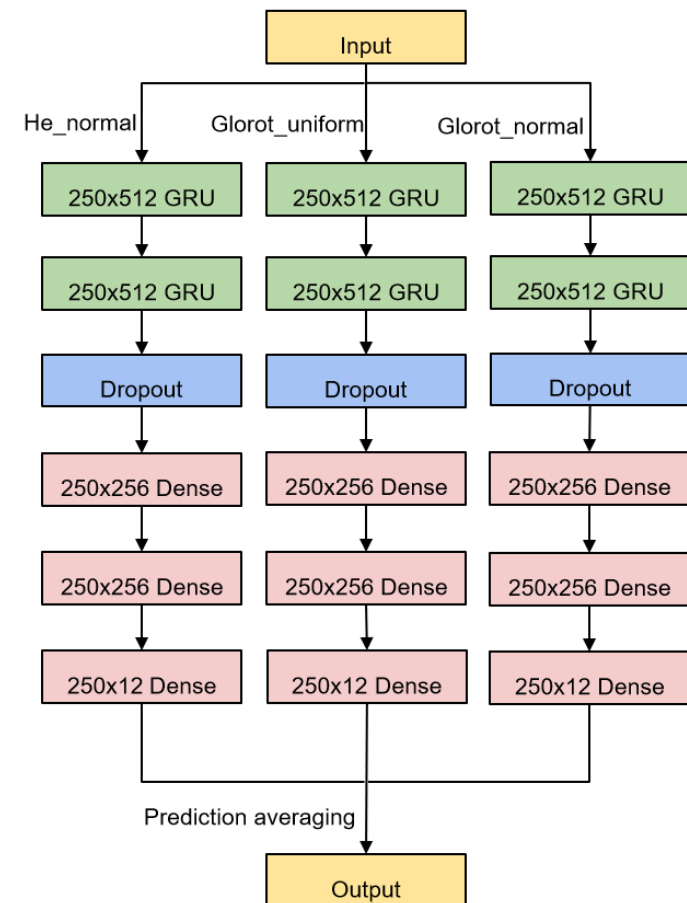 Input
He_normal
Glorot_uniform
Glorot_normal
250x512 GRU
250x512 GRU
250x512 GRU
250x512 GRU
250x512 GRU
250x512 GRU
Dropout
Dropout
Dropout
250x256 Dense
250x256 Dense
250x256 Dense
250x256 Dense
250x256 Dense
250x256 Dense
250x12 Dense
250x12 Dense
250x12 Dense
Prediction averaging
Output